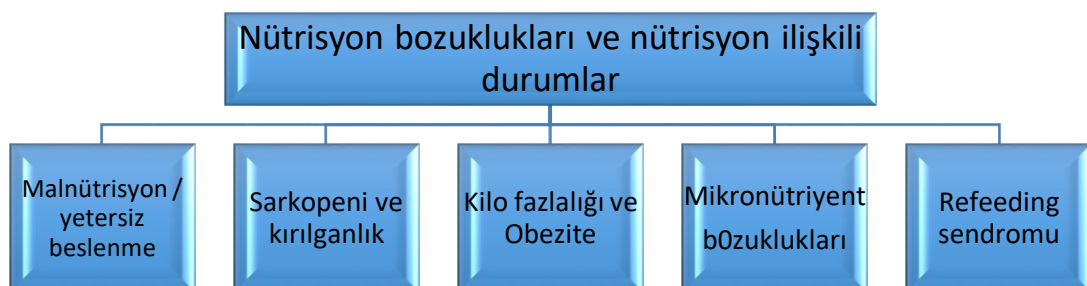 Nütrisyon bozuklukları ve nütrisyon ilişkili
durumlar
Malnütrisyon /
yetersiz
beslenme
Sarkopeni ve
kırılganlık
Kilo fazlalığı ve
Obezite
Mikronütriyent
b0zuklukları
Refeeding
sendromu